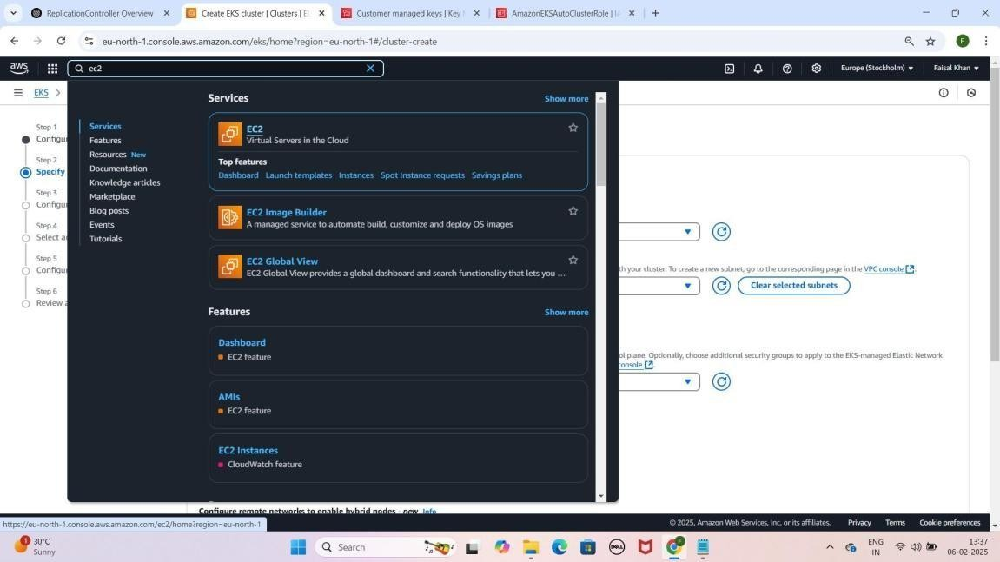 ReplicationController Overview
Create EKS cluster | Clusters | El
Customer managed keys | Key M
AmazonEKSAutoClusterRole | IA
eu-north-1.console.aws.amazon.com/eks/home?region=eu-north-1#/cluster-create
F
aws
ec2
Europe (Stockholm)
Faisal Khan
EKS
Step 1
Configu
Step 2
Specify
Step 3
Configu
Step 4
Select a
Step 5
Configu
Step 6
Review a
Services
Features
Resources New
Documentation
Knowledge articles
Marketplace
Blog posts
Events
Tutorials
Services
Show more
EC2
Virtual Servers in the Cloud
Top features
Dashboard Launch templates Instances Spot Instance requests Savings plans
EC2 Image Builder
A managed service to automate build, customize and deploy OS images
EC2 Global View
EC2 Global View provides a global dashboard and search functionality that lets you ...
Features
Show more
Dashboard
EC2 feature
AMIs
EC2 feature
EC2 Instances
CloudWatch feature
th your cluster. To create a new subnet, go to the corresponding page in the VPC console.
Clear selected subnets
ol plane. Optionally, choose additional security groups to apply to the EKS-managed Elastic Network
console
Configure remote networks to enable hybrid nodes - new Info
https://eu-north-1.console.aws.amazon.com/ec2/home?region=eu-north-1
© 2025, Amazon Web Services, Inc. or its affiliates. Privacy Terms Cookie preferences
1
30°C
Sunny
Search
DELL
F
ENG
IN
13:37
06-02-2025